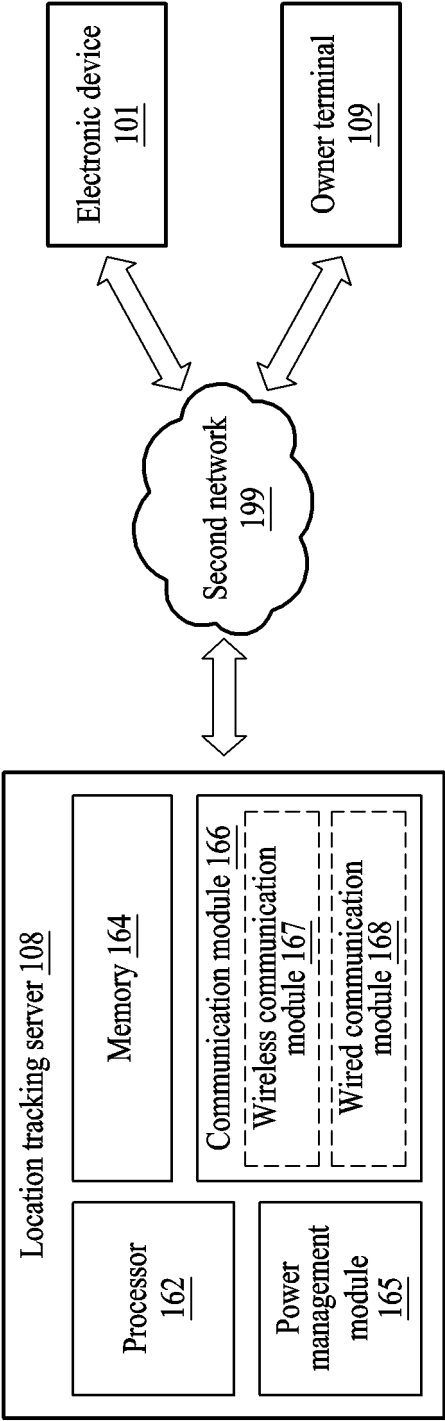 Location tracking server 108
Processor
162
Memory 164
Power
management
module
165
Communication module 166
Wireless communication
module 167
Wired communication
module 168
Second network
199
Electronic device
101
Owner terminal
109